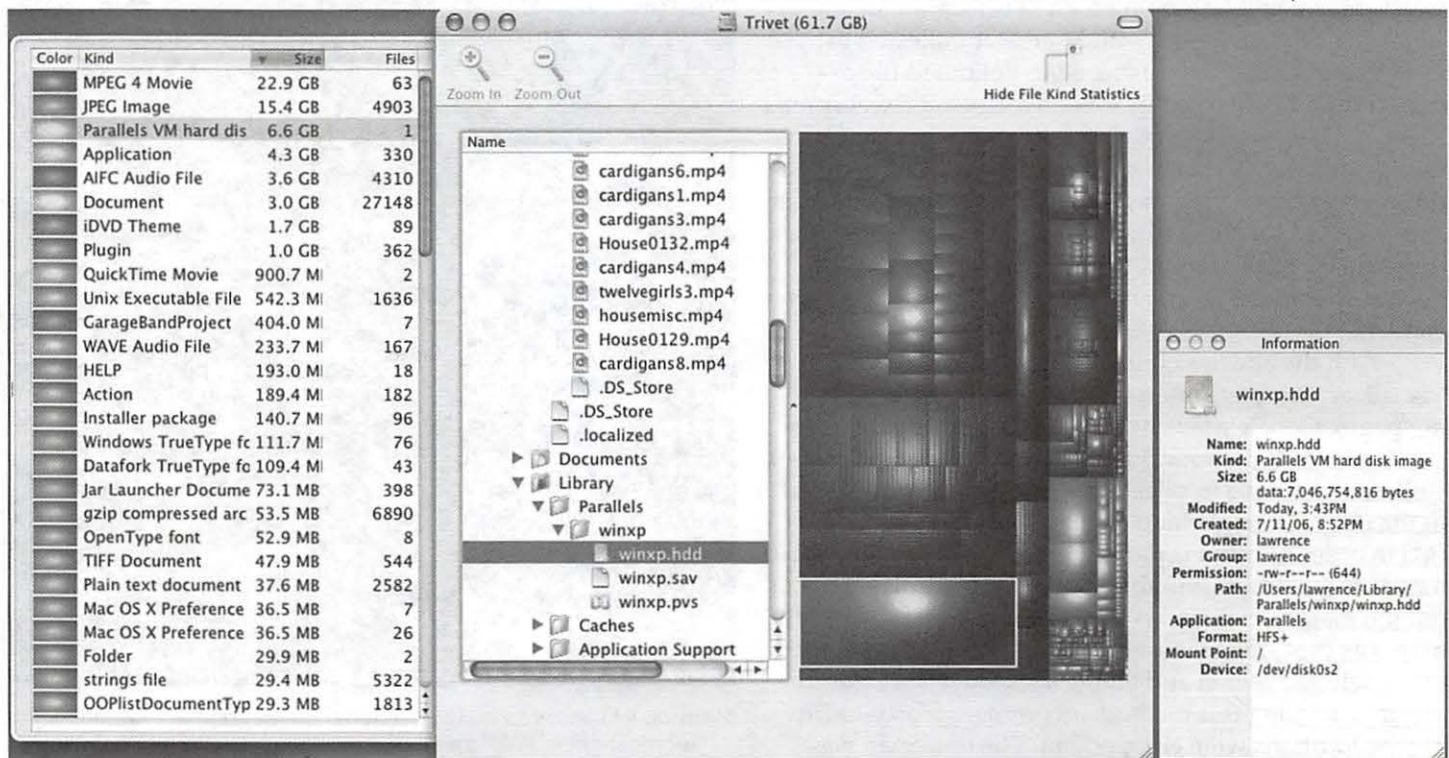 Color Kind Size Files
MPEG 4 Movie 22.9 GB 63
JPEG Image 15.4 GB 4903
Parallels VM hard dis 6.6 GB 1
Application 4.3 GB 330
AIFC Audio File 3.6 GB 4310
Document 3.0 GB 27148
iDVD Theme 1.7 GB 89
Plugin 1.0 GB 362
QuickTime Movie 900.7 M 2
Unix Executable File 542.3 M 1636
GarageBandProject 404.0 M 7
WAVE Audio File 233.7 M 167
HELP 193.0 M 18
Action 189.4 M 182
Installer package 140.7 M 96
Windows TrueType fc 111.7 M 76
Datafork TrueType fo 109.4 M 43
Jar Launcher Docume 73.1 MB 398
gzip compressed arc 53.5 MB 6890
OpenType font 52.9 MB 8
TIFF Document 47.9 MB 544
Plain text document 37.6 MB 2582
Mac OS X Preference 36.5 MB 7
Mac OS X Preference 36.5 MB 26
Folder 29.9 MB 2
strings file 29.4 MB 5322
OOPlistDocumentTyp 29.3 MB 1813
Trivet (61.7 GB)
Zoom In Zoom Out
Hide File Kind Statistics
Name
cardigans6.mp4
cardigans1.mp4
cardigans3.mp4
House0132.mp4
cardigans4.mp4
twelvegirls3.mp4
housemisc.mp4
House0129.mp4
cardigans8.mp4
.DS_Store
.DS_Store
.localized
Documents
Library
Parallels
winxp
winxp.hdd
winxp.sav
winxp.pvs
Caches
Application Support
Information
winxp.hdd
Name: winxp.hdd
Kind: Parallels VM hard disk image
Size: 6.6 GB
data:7,046,754,816 bytes
Modified: Today, 3:43PM
Created: 7/11/06, 8:52PM
Owner: lawrence
Group: lawrence
Permission: -rw-r--r-- (644)
Path: /Users/lawrence/Library/
Parallels/winxp/winxp.hdd
Application: Parallels
Format: HFS+
Mount Point: /
Device: /dev/disk0s2